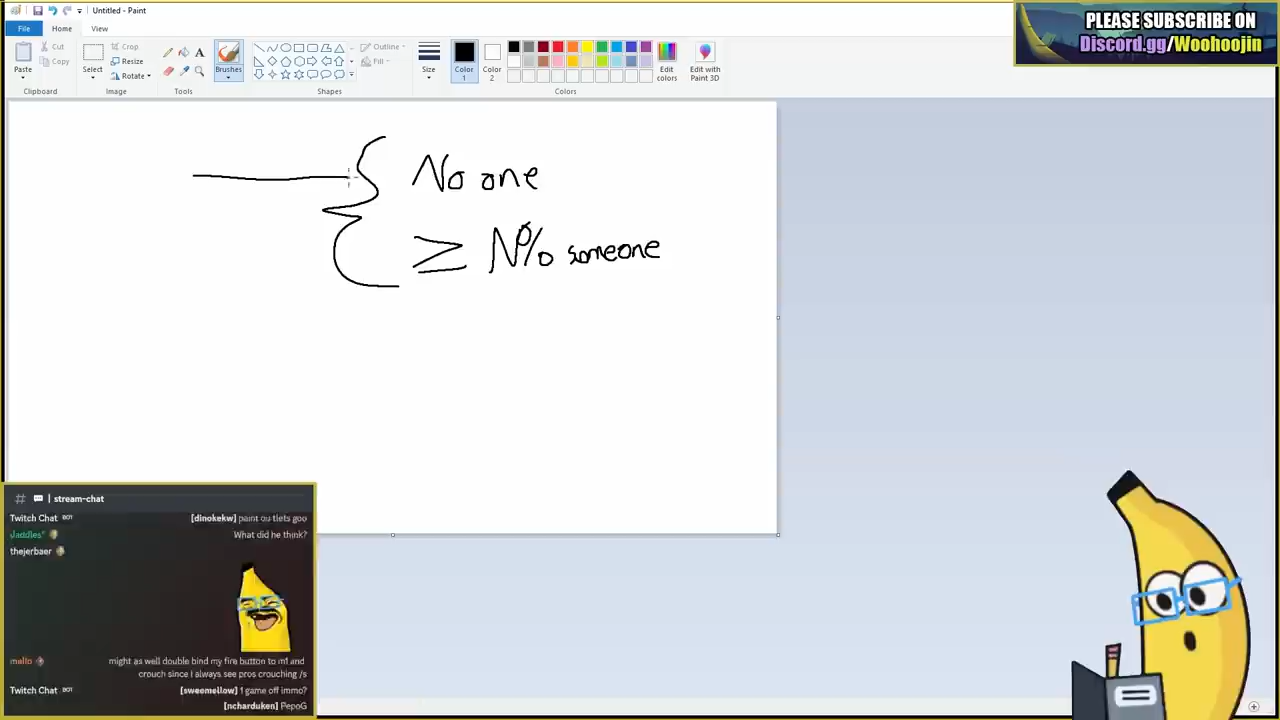 Untitled - Paint
File
Home
View
Paste
Cut
Copy
Clipboard
Select
Crop
Resize
Rotate
Image
A
Tools
Brushes
Shapes
Outline
Fill
Size
Color 1
Color 2
Colors
Edit colors
Edit with Paint 3D
PLEASE SUBSCRIBE ON
Discord.gg/Woohoojin
No one
≥ N% someone
# | stream-chat
Twitch Chat BOT [dinokekw] paint ou tiets goo
Jaddles" What did he think?
thejerbaer
mello might as well double bind my fire button to m1 and
crouch since I always see pros crouching /s
Twitch Chat BOT [sweomellow] 1 game off immo?
[ncharduken] PepoG